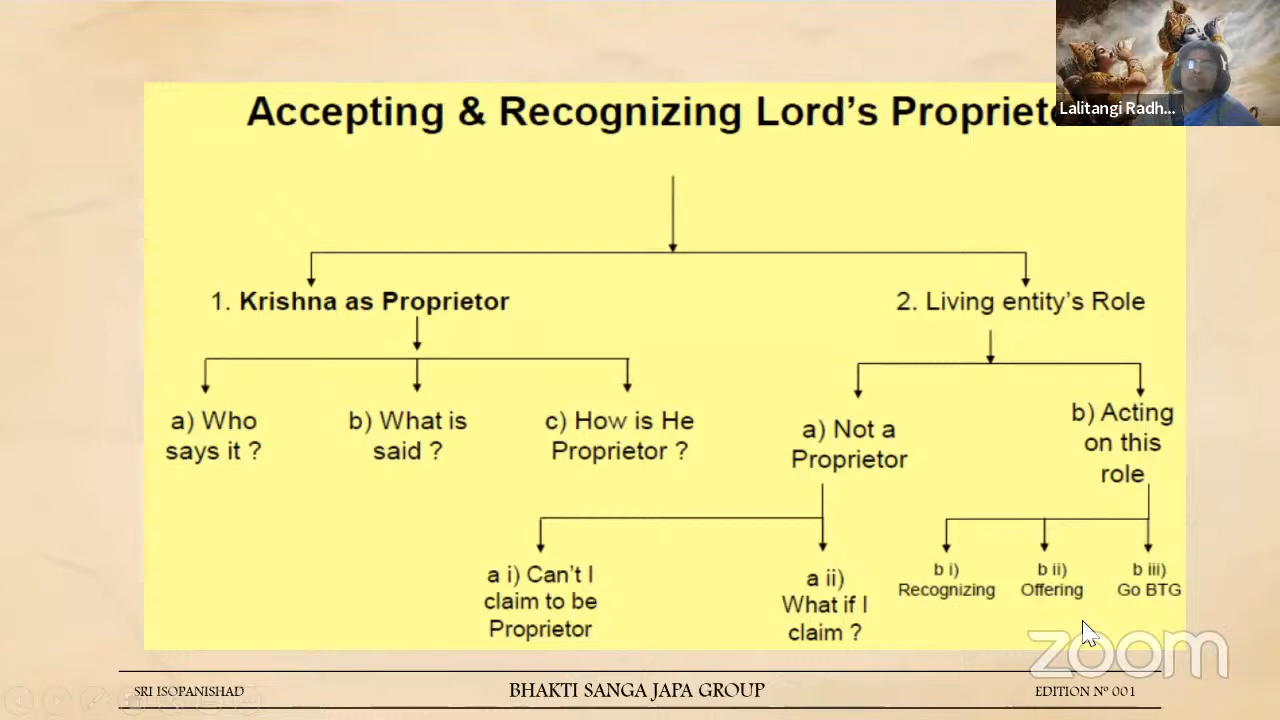 Accepting & Recognizing Lord's
Lalitangi Radh...
1. Krishna as Proprietor
2. Living entity's Role
a) Who
says it ?
b) What is
said ?
c) How is He
Proprietor ?
a) Not a
Proprietor
b) Acting
on this
role
a i) Can't I
claim to be
Proprietor
a ii)
What if I
claim ?
b i)
Recognizing
b ii)
Offering
b iii)
Go BTG
zoom
SRI ISOPANISHAD
BHAKTI SANGA JAPA GROUP
EDITION Nº 001